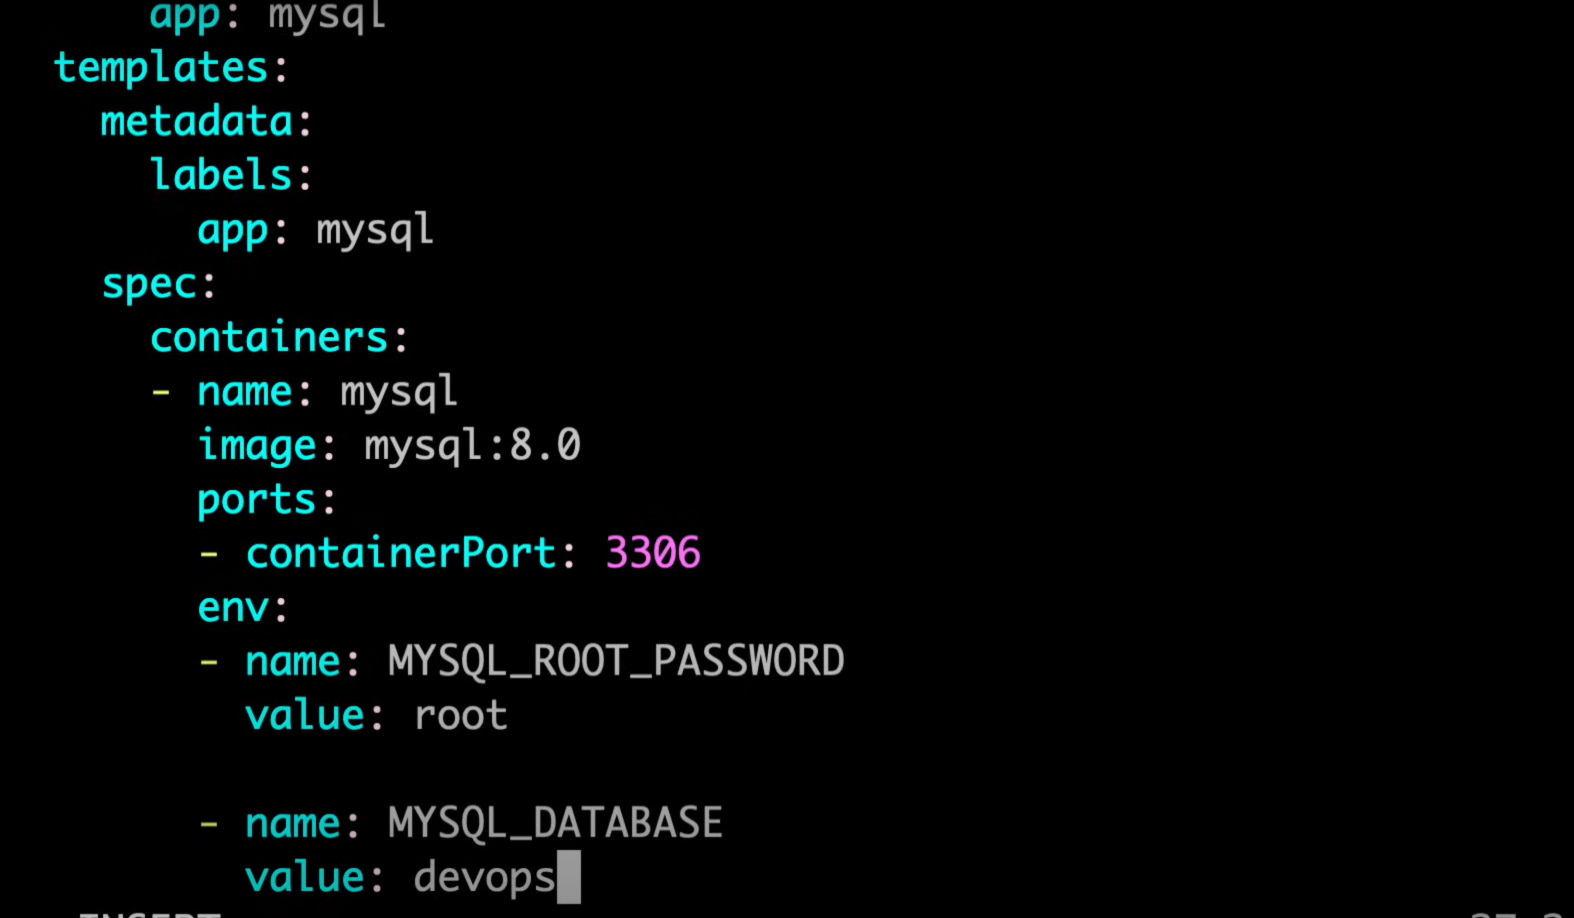 app: mysql
templates:
metadata:
labels:
app: mysql
spec:
containers:
- name: mysql
image: mysql:8.0
ports:
- containerPort: 3306
env:
- name: MYSQL_ROOT_PASSWORD
value: root
- name: MYSQL_DATABASE
value: devops